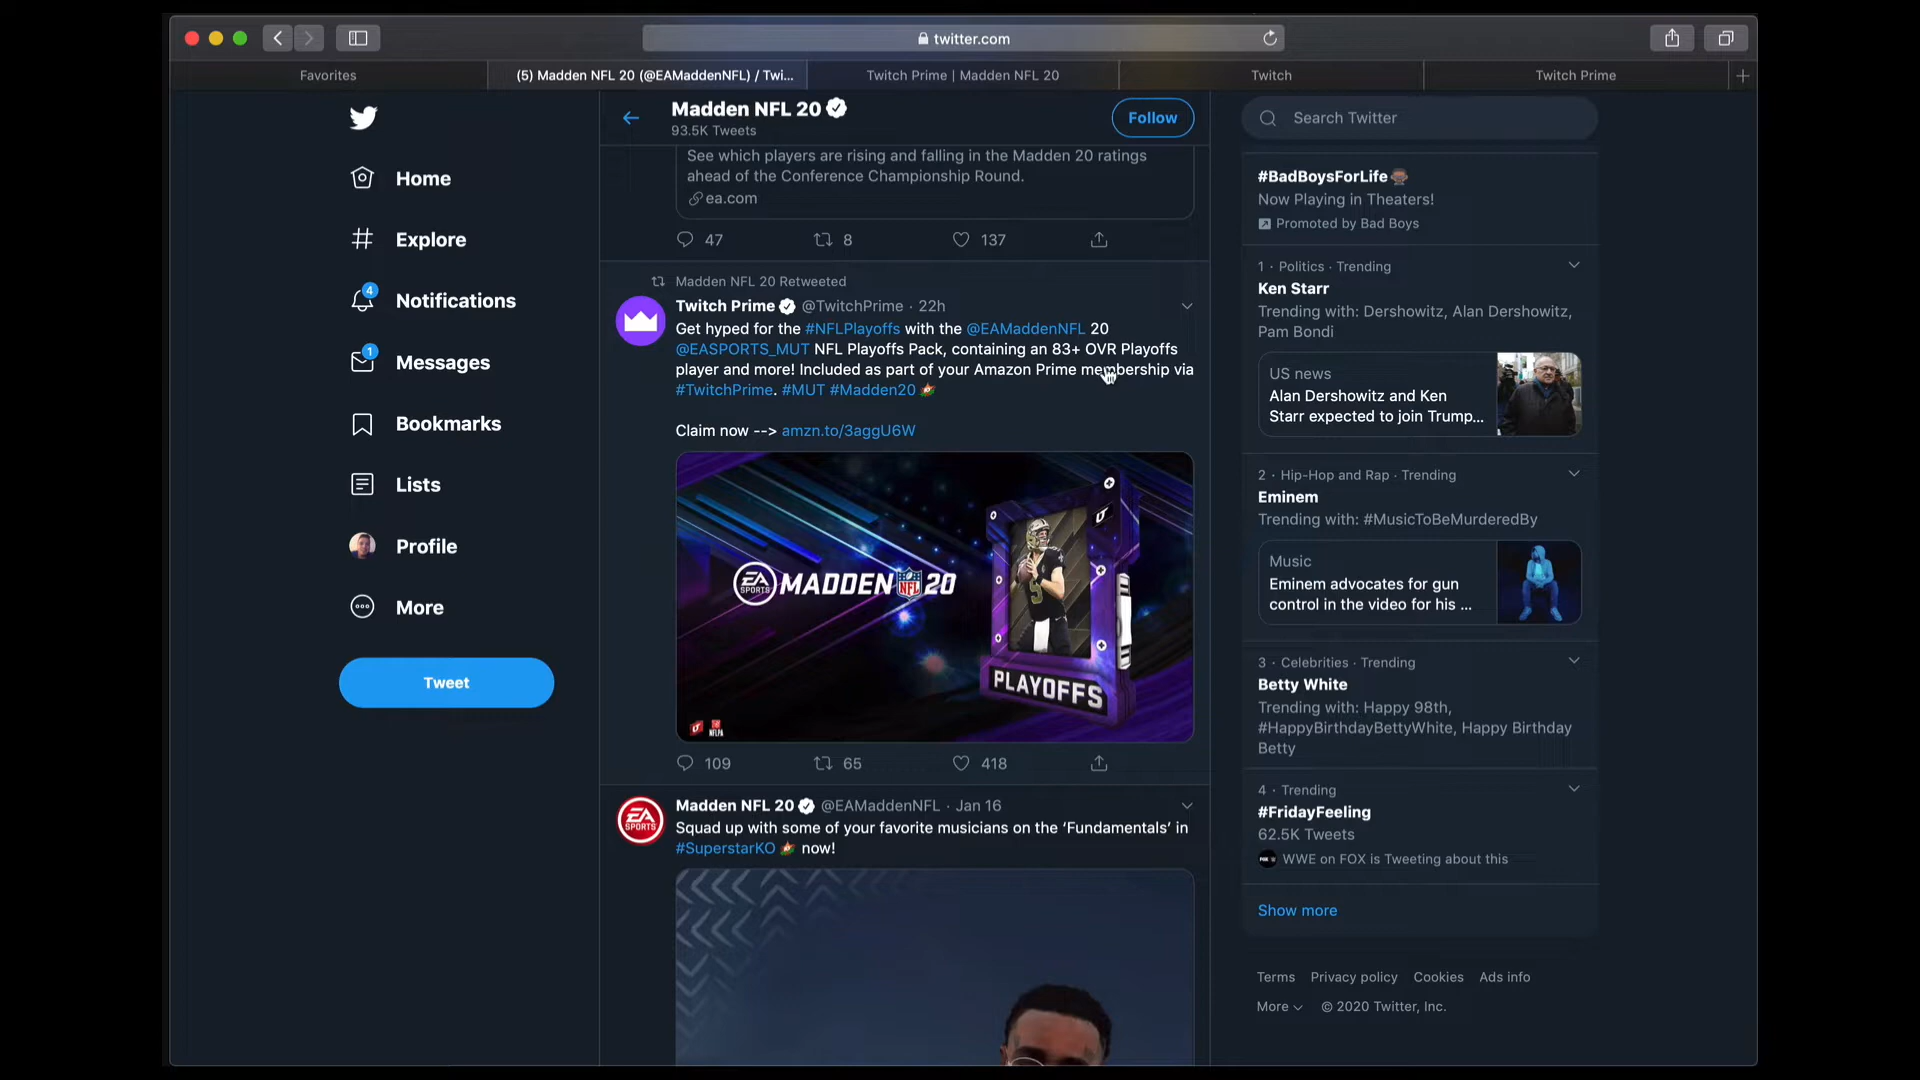 twitter.com
Favorites
(5) Madden NFL 20 (@EAMaddenNFL) / Twi...
Twitch Prime | Madden NFL 20
Twitch
Twitch Prime
Home
Explore
4
Notifications
1
Messages
Bookmarks
Lists
Profile
More
Tweet
Madden NFL 20
93.5K Tweets
Follow
See which players are rising and falling in the Madden 20 ratings
ahead of the Conference Championship Round.
ea.com
47 8 137
Madden NFL 20 Retweeted
Twitch Prime @TwitchPrime · 22h
Get hyped for the #NFLPlayoffs with the @EAMaddenNFL 20
@EASPORTS_MUT NFL Playoffs Pack, containing an 83+ OVR Playoffs
player and more! Included as part of your Amazon Prime membership via
#TwitchPrime. #MUT #Madden20
Claim now --> amzn.to/3aggU6W
EA SPORTS MADDEN NFL 20
PLAYOFFS
NFLPA
109 65 418
Madden NFL 20 @EAMaddenNFL · Jan 16
Squad up with some of your favorite musicians on the ‘Fundamentals’ in
#SuperstarKO now!
EA SPORTS
Search Twitter
#BadBoysForLife
Now Playing in Theaters!
Promoted by Bad Boys
1 · Politics · Trending
Ken Starr
Trending with: Dershowitz, Alan Dershowitz,
Pam Bondi
US news
Alan Dershowitz and Ken
Starr expected to join Trump...
2 · Hip-Hop and Rap · Trending
Eminem
Trending with: #MusicToBeMurderedBy
Music
Eminem advocates for gun
control in the video for his ...
3 · Celebrities · Trending
Betty White
Trending with: Happy 98th,
#HappyBirthdayBettyWhite, Happy Birthday
Betty
4 · Trending
#FridayFeeling
62.5K Tweets
WWE on FOX is Tweeting about this
Show more
Terms Privacy policy Cookies Ads info
More © 2020 Twitter, Inc.